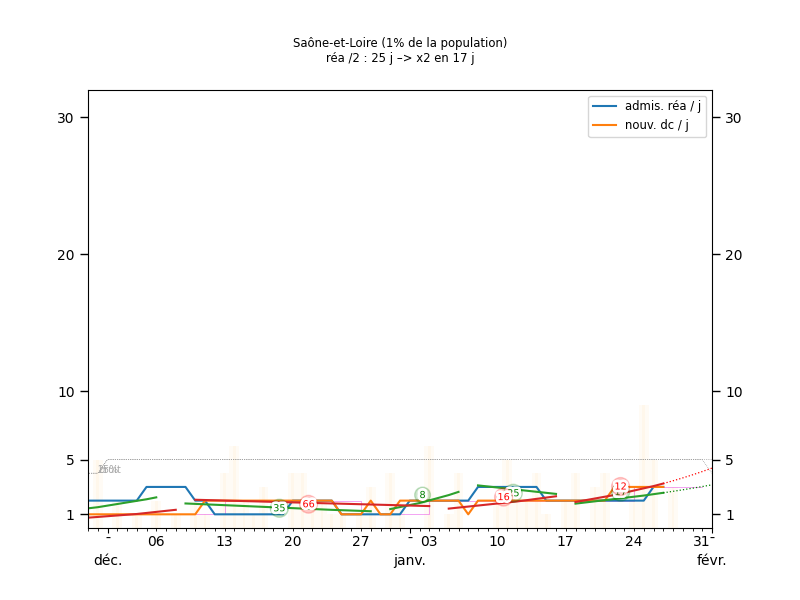 Saône-et-Loire (1% de la population)
réa /2 : 25 j –> x2 en 17 j
admis. réa / j
nouv. dc / j
30 30
20 20
10 10
5 5
1 1
35 66 8 16 12
- 06 13 20 27 - 03 10 17 24 31 -
déc. janv. févr.